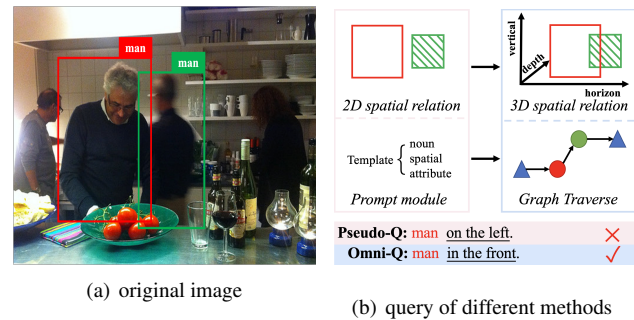 man
man
(a) original image
vertical
depth
horizon
2D spatial relation
3D spatial relation
Template { noun
spatial
attribute
Prompt module
Graph Traverse
Pseudo-Q: man on the left. ✗
Omni-Q: man in the front. ✓
(b) query of different methods